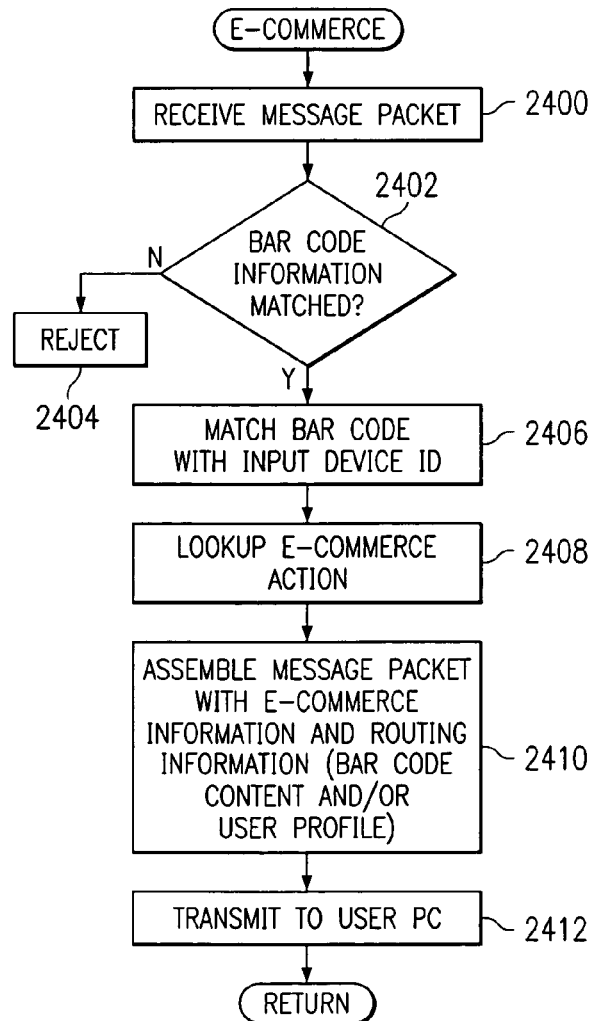 E-COMMERCE
RECEIVE MESSAGE PACKET
2400
2402
BAR CODE
INFORMATION
MATCHED?
N
REJECT
2404
Y
MATCH BAR CODE
WITH INPUT DEVICE ID
2406
LOOKUP E-COMMERCE
ACTION
2408
ASSEMBLE MESSAGE PACKET
WITH E-COMMERCE
INFORMATION AND ROUTING
INFORMATION (BAR CODE
CONTENT AND/OR
USER PROFILE)
2410
TRANSMIT TO USER PC
2412
RETURN